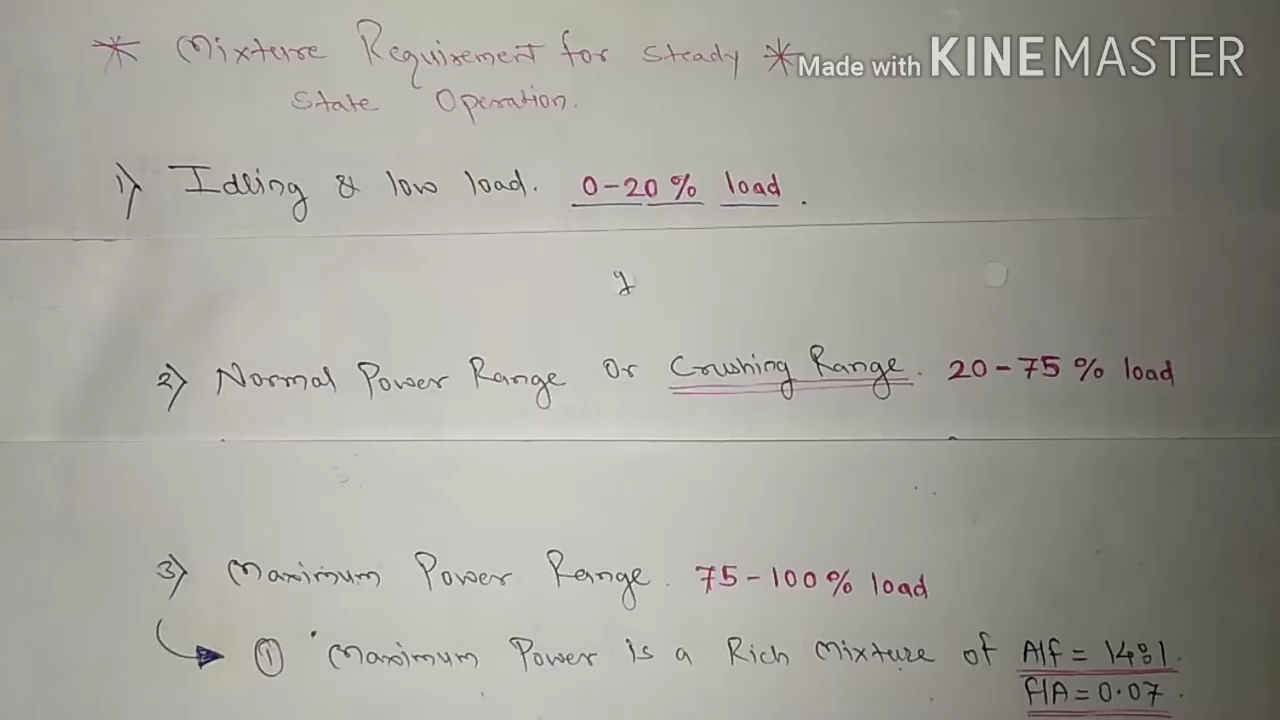 * Mixture Requirement for Steady *
State Operation.
Made with KINEMASTER
1) Idling & low load. 0-20% load.
2) Normal Power Range or Crushing Range. 20-75% load
3) Maximum Power Range. 75-100% load
① Maximum Power is a Rich Mixture of A/f = 14:1.
f/A = 0.07.